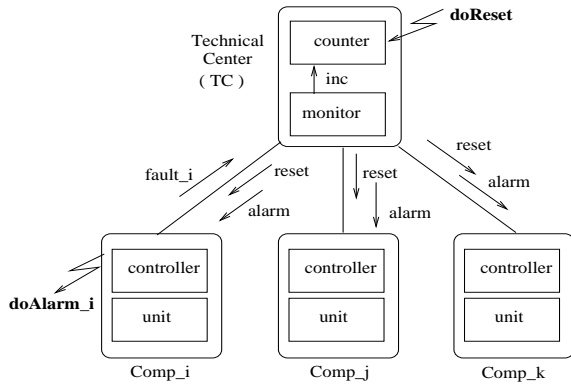 doReset
Technical
Center
( TC )
counter
inc
monitor
fault_i
reset
alarm
reset
alarm
reset
alarm
doAlarm_i
controller
unit
Comp_i
controller
unit
Comp_j
controller
unit
Comp_k